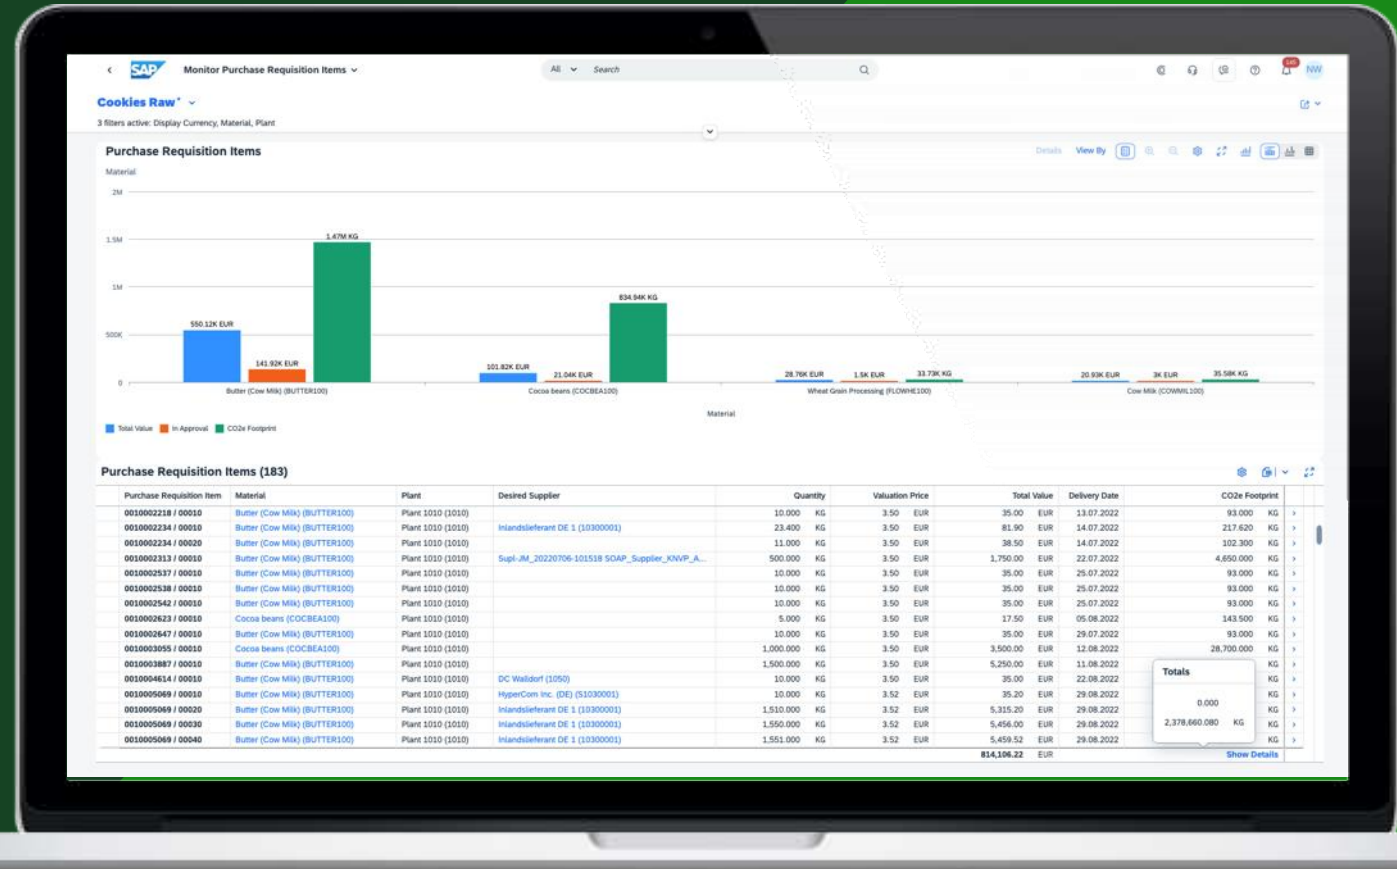 SAP Monitor Purchase Requisition Items All Search 145 NW
Cookies Raw*
3 filters active: Display Currency, Material, Plant
Purchase Requisition Items Details View By
Material
2M
1.5M
1M
500K
0
550.12K EUR 141.92K EUR 1.47M KG
101.82K EUR 21.04K EUR 834.94K KG
28.76K EUR 1.5K EUR 33.73K KG
20.93K EUR 3K EUR 35.58K KG
Butter (Cow Milk) (BUTTER100) Cocoa beans (COCBEA100) Wheat Grain Processing (FLOWHE100) Cow Milk (COWMIL100)
Material
Total Value In Approval CO2e Footprint
Purchase Requisition Items (183)
Purchase Requisition Item Material Plant Desired Supplier Quantity Valuation Price Total Value Delivery Date CO2e Footprint
0010002218 / 00010 Butter (Cow Milk) (BUTTER100) Plant 1010 (1010) 10.000 KG 3.50 EUR 35.00 EUR 13.07.2022 93.000 KG
0010002234 / 00010 Butter (Cow Milk) (BUTTER100) Plant 1010 (1010) Inlandslieferant DE 1 (10300001) 23.400 KG 3.50 EUR 81.90 EUR 14.07.2022 217.620 KG
0010002234 / 00020 Butter (Cow Milk) (BUTTER100) Plant 1010 (1010) 11.000 KG 3.50 EUR 38.50 EUR 14.07.2022 102.300 KG
0010002313 / 00010 Butter (Cow Milk) (BUTTER100) Plant 1010 (1010) Supl-JM_20220706-101518 SOAP_Supplier_KNVP_A... 500.000 KG 3.50 EUR 1,750.00 EUR 22.07.2022 4,650.000 KG
0010002537 / 00010 Butter (Cow Milk) (BUTTER100) Plant 1010 (1010) 10.000 KG 3.50 EUR 35.00 EUR 25.07.2022 93.000 KG
0010002538 / 00010 Butter (Cow Milk) (BUTTER100) Plant 1010 (1010) 10.000 KG 3.50 EUR 35.00 EUR 25.07.2022 93.000 KG
0010002542 / 00010 Butter (Cow Milk) (BUTTER100) Plant 1010 (1010) 10.000 KG 3.50 EUR 35.00 EUR 25.07.2022 93.000 KG
0010002623 / 00010 Cocoa beans (COCBEA100) Plant 1010 (1010) 5.000 KG 3.50 EUR 17.50 EUR 05.08.2022 143.500 KG
0010002647 / 00010 Butter (Cow Milk) (BUTTER100) Plant 1010 (1010) 10.000 KG 3.50 EUR 35.00 EUR 29.07.2022 93.000 KG
0010003055 / 00010 Cocoa beans (COCBEA100) Plant 1010 (1010) 1,000.000 KG 3.50 EUR 3,500.00 EUR 12.08.2022 28,700.000 KG
0010003887 / 00010 Butter (Cow Milk) (BUTTER100) Plant 1010 (1010) 1,500.000 KG 3.50 EUR 5,250.00 EUR 11.08.2022 KG
0010004614 / 00010 Butter (Cow Milk) (BUTTER100) Plant 1010 (1010) DC Walldorf (1050) 10.000 KG 3.50 EUR 35.00 EUR 22.08.2022 KG
0010005069 / 00010 Butter (Cow Milk) (BUTTER100) Plant 1010 (1010) HyperCom Inc. (DE) (S1030001) 10.000 KG 3.52 EUR 35.20 EUR 29.08.2022 KG
0010005069 / 00020 Butter (Cow Milk) (BUTTER100) Plant 1010 (1010) Inlandslieferant DE 1 (10300001) 1,510.000 KG 3.52 EUR 5,315.20 EUR 29.08.2022 KG
0010005069 / 00030 Butter (Cow Milk) (BUTTER100) Plant 1010 (1010) Inlandslieferant DE 1 (10300001) 1,550.000 KG 3.52 EUR 5,456.00 EUR 29.08.2022 KG
0010005069 / 00040 Butter (Cow Milk) (BUTTER100) Plant 1010 (1010) Inlandslieferant DE 1 (10300001) 1,551.000 KG 3.52 EUR 5,459.52 EUR 29.08.2022 KG
814,106.22 EUR Show Details
Totals
0.000
2,378,660.080 KG